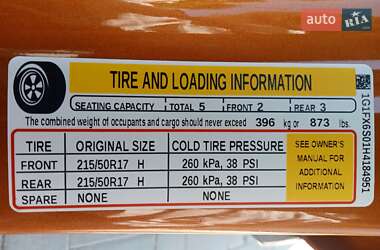 auto RIA.com
TIRE AND LOADING INFORMATION
SEATING CAPACITY TOTAL 5 FRONT 2 REAR 3
The combined weight of occupants and cargo should never exceed 396 kg or 873 lbs
TIRE ORIGINAL SIZE COLD TIRE PRESSURE
FRONT 215/50R17 H 260 kPa, 38 PSI
REAR 215/50R17 H 260 kPa, 38 PSI
SPARE NONE NONE
SEE OWNER'S
MANUAL FOR
ADDITIONAL
INFORMATION
1G1FX6S01H4184951